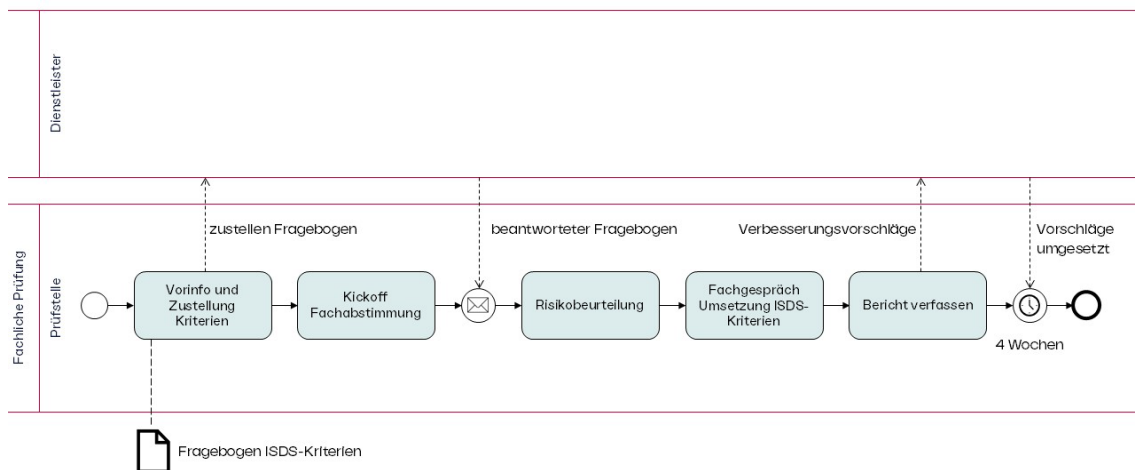 Dienstleister
Fachliche Prüfung
Prüfstelle
zustellen Fragebogen
beantworteter Fragebogen
Verbesserungsvorschläge
Vorschläge
umgesetzt
Vorinfo und
Zustellung
Kriterien
Kickoff
Fachabstimmung
Risikobeurteilung
Fachgespräch
Umsetzung ISDS-
Kriterien
Bericht verfassen
4 Wochen
Fragebogen ISDS-Kriterien